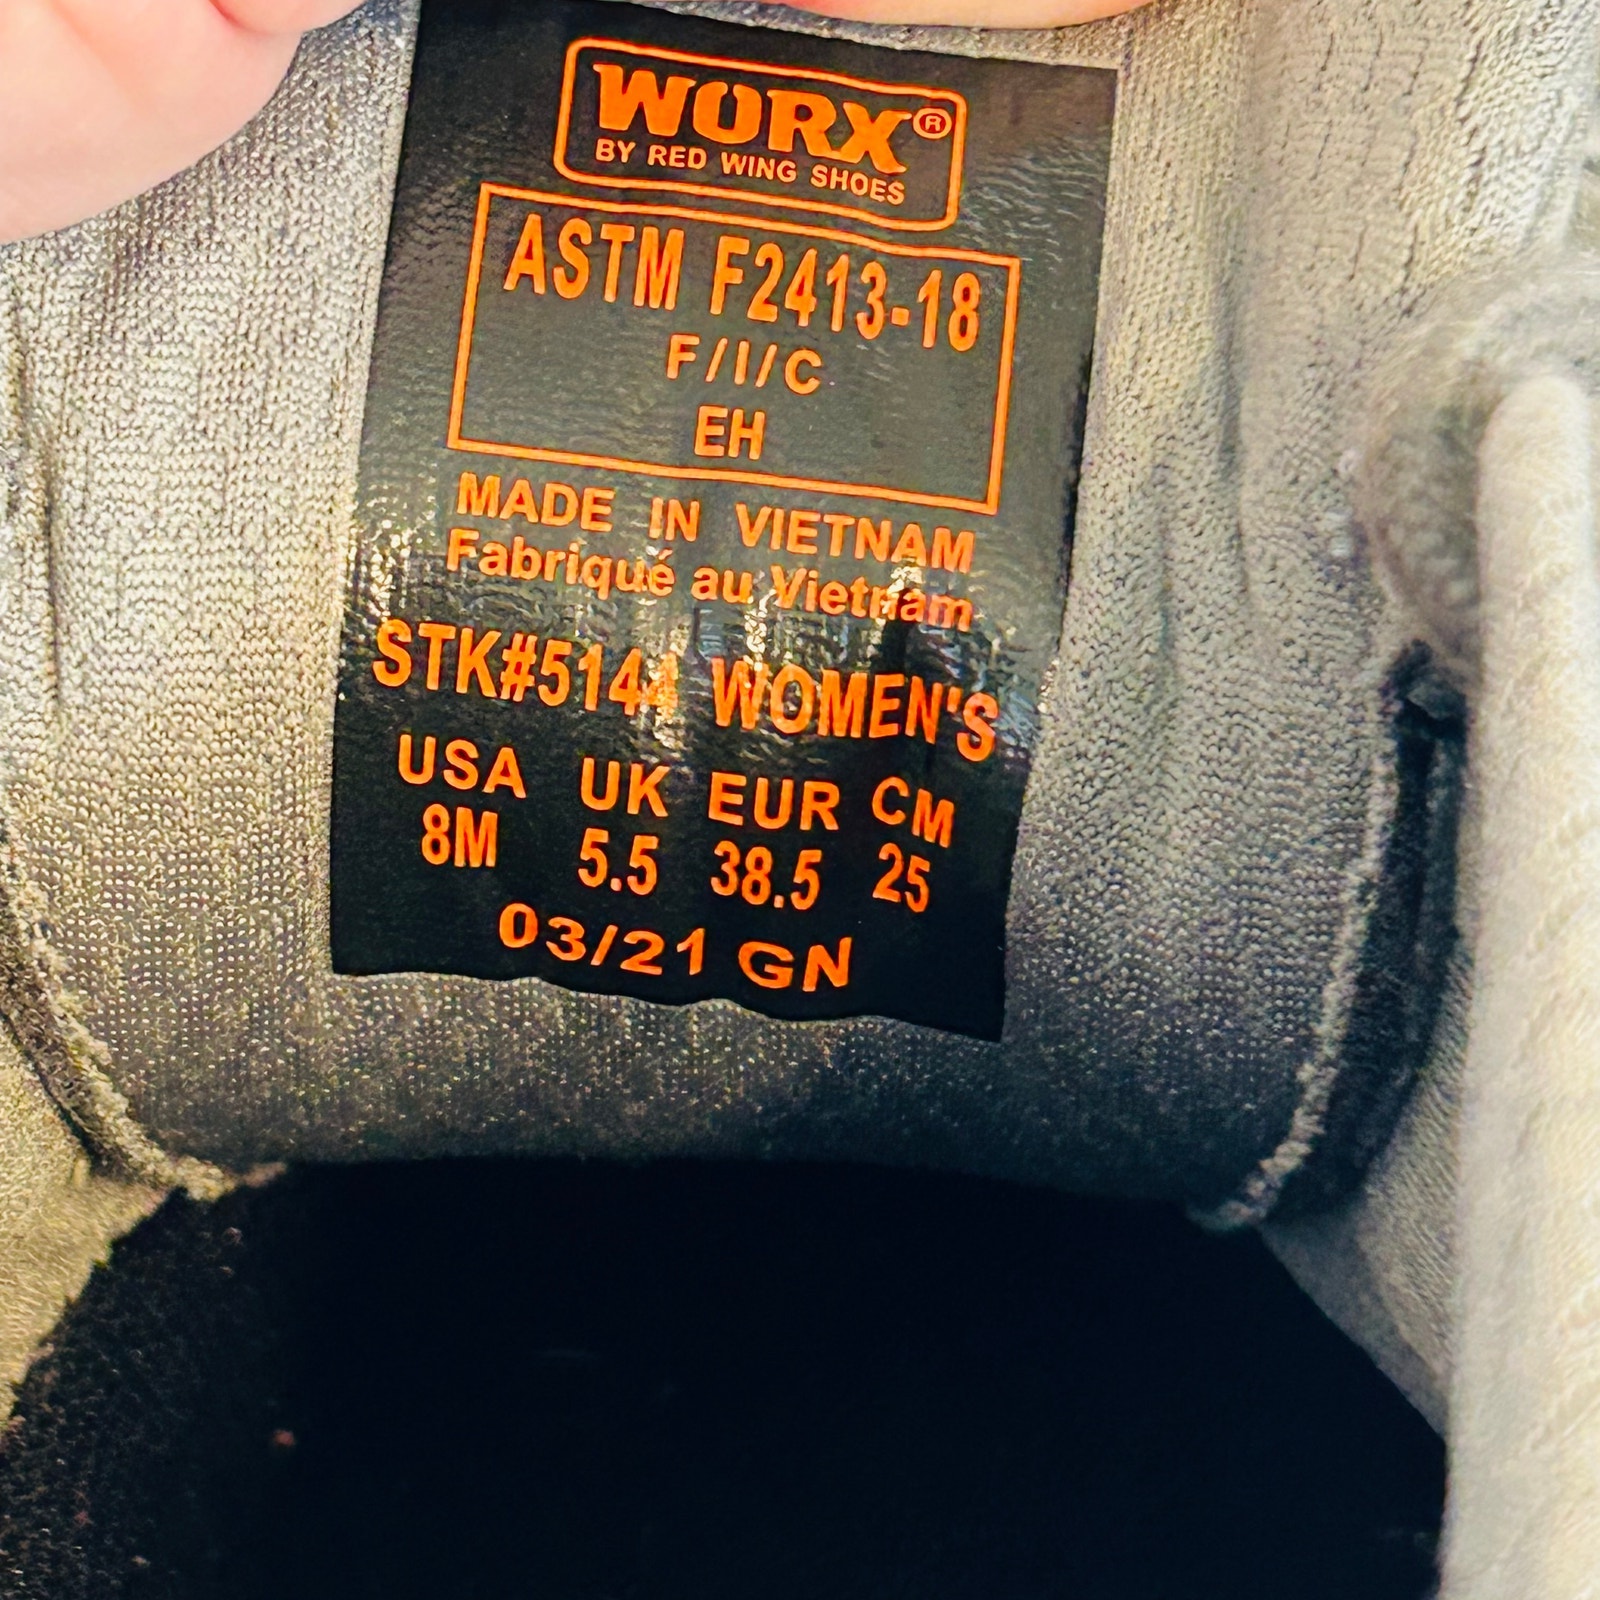 WORX®
BY RED WING SHOES
ASTM F2413-18
F/I/C
EH
MADE IN VIETNAM
Fabriqué au Vietnam
STK#5144 WOMEN'S
USA UK EUR CM
8M 5.5 38.5 25
03/21 GN